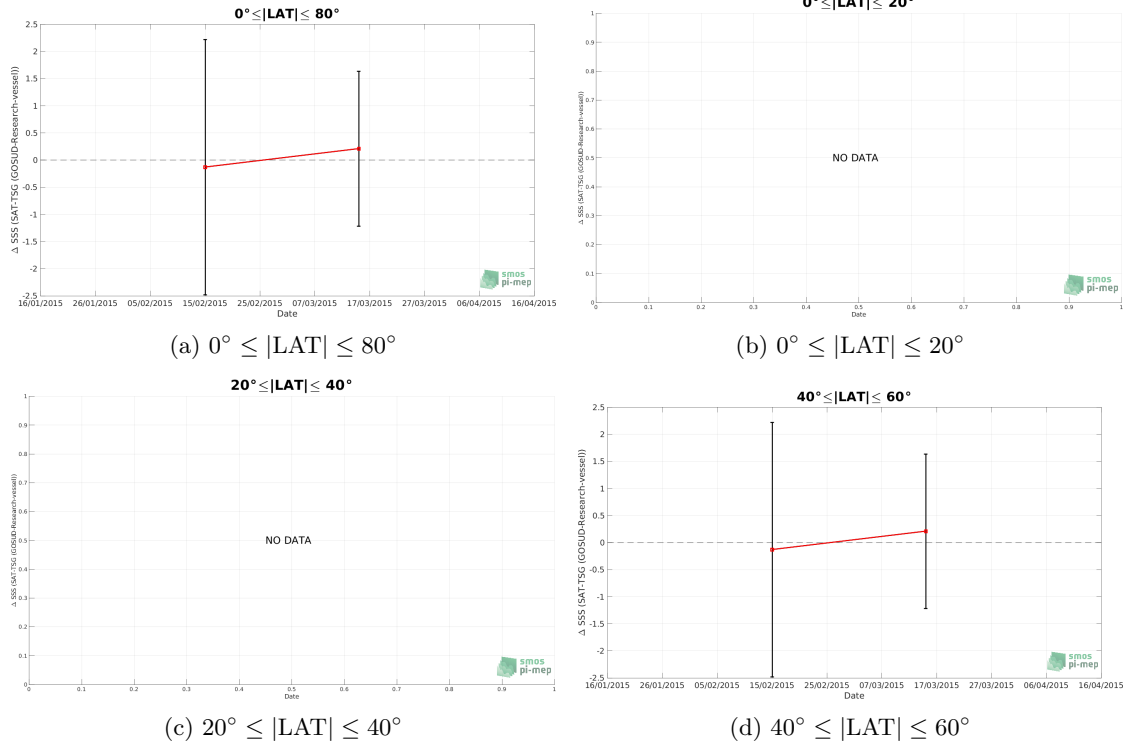 0°≤|LAT|≤ 80°
2.5
2
1.5
1
0.5
0
-0.5
-1
-1.5
-2
-2.5
Δ SSS (SAT-TSG (GOSUD-Research-vessel))
16/01/2015 26/01/2015 05/02/2015 15/02/2015 25/02/2015 07/03/2015 17/03/2015 27/03/2015 06/04/2015 16/04/2015
Date
smos
pi-mep
(a) 0° ≤ |LAT| ≤ 80°
0°≤|LAT|≤ 20°
1
0.9
0.8
0.7
0.6
0.5
0.4
0.3
0.2
0.1
0
Δ SSS (SAT-TSG (GOSUD-Research-vessel))
NO DATA
0 0.1 0.2 0.3 0.4 0.5 0.6 0.7 0.8 0.9 1
Date
smos
pi-mep
(b) 0° ≤ |LAT| ≤ 20°
20°≤|LAT|≤ 40°
1
0.9
0.8
0.7
0.6
0.5
0.4
0.3
0.2
0.1
0
Δ SSS (SAT-TSG (GOSUD-Research-vessel))
NO DATA
0 0.1 0.2 0.3 0.4 0.5 0.6 0.7 0.8 0.9 1
Date
smos
pi-mep
(c) 20° ≤ |LAT| ≤ 40°
40°≤|LAT|≤ 60°
2.5
2
1.5
1
0.5
0
-0.5
-1
-1.5
-2
-2.5
Δ SSS (SAT-TSG (GOSUD-Research-vessel))
16/01/2015 26/01/2015 05/02/2015 15/02/2015 25/02/2015 07/03/2015 17/03/2015 27/03/2015 06/04/2015 16/04/2015
Date
smos
pi-mep
(d) 40° ≤ |LAT| ≤ 60°